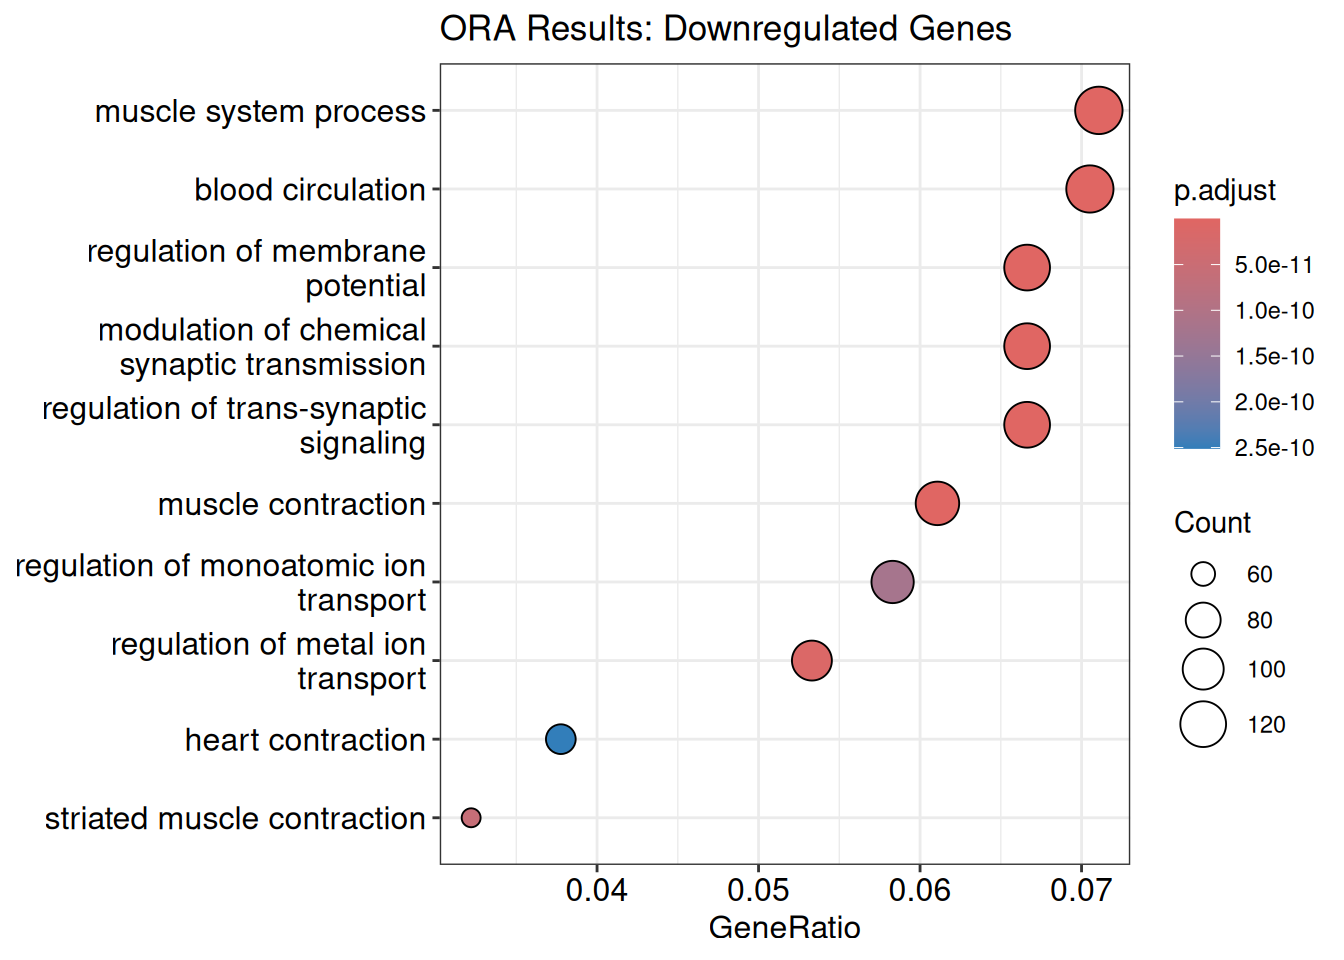 ORA Results: Downregulated Genes
muscle system process
blood circulation
regulation of membrane
potential
modulation of chemical
synaptic transmission
regulation of trans-synaptic
signaling
muscle contraction
regulation of monoatomic ion
transport
regulation of metal ion
transport
heart contraction
striated muscle contraction
0.04
0.05
0.06
0.07
GeneRatio
p.adjust
5.0e-11
1.0e-10
1.5e-10
2.0e-10
2.5e-10
Count
60
80
100
120